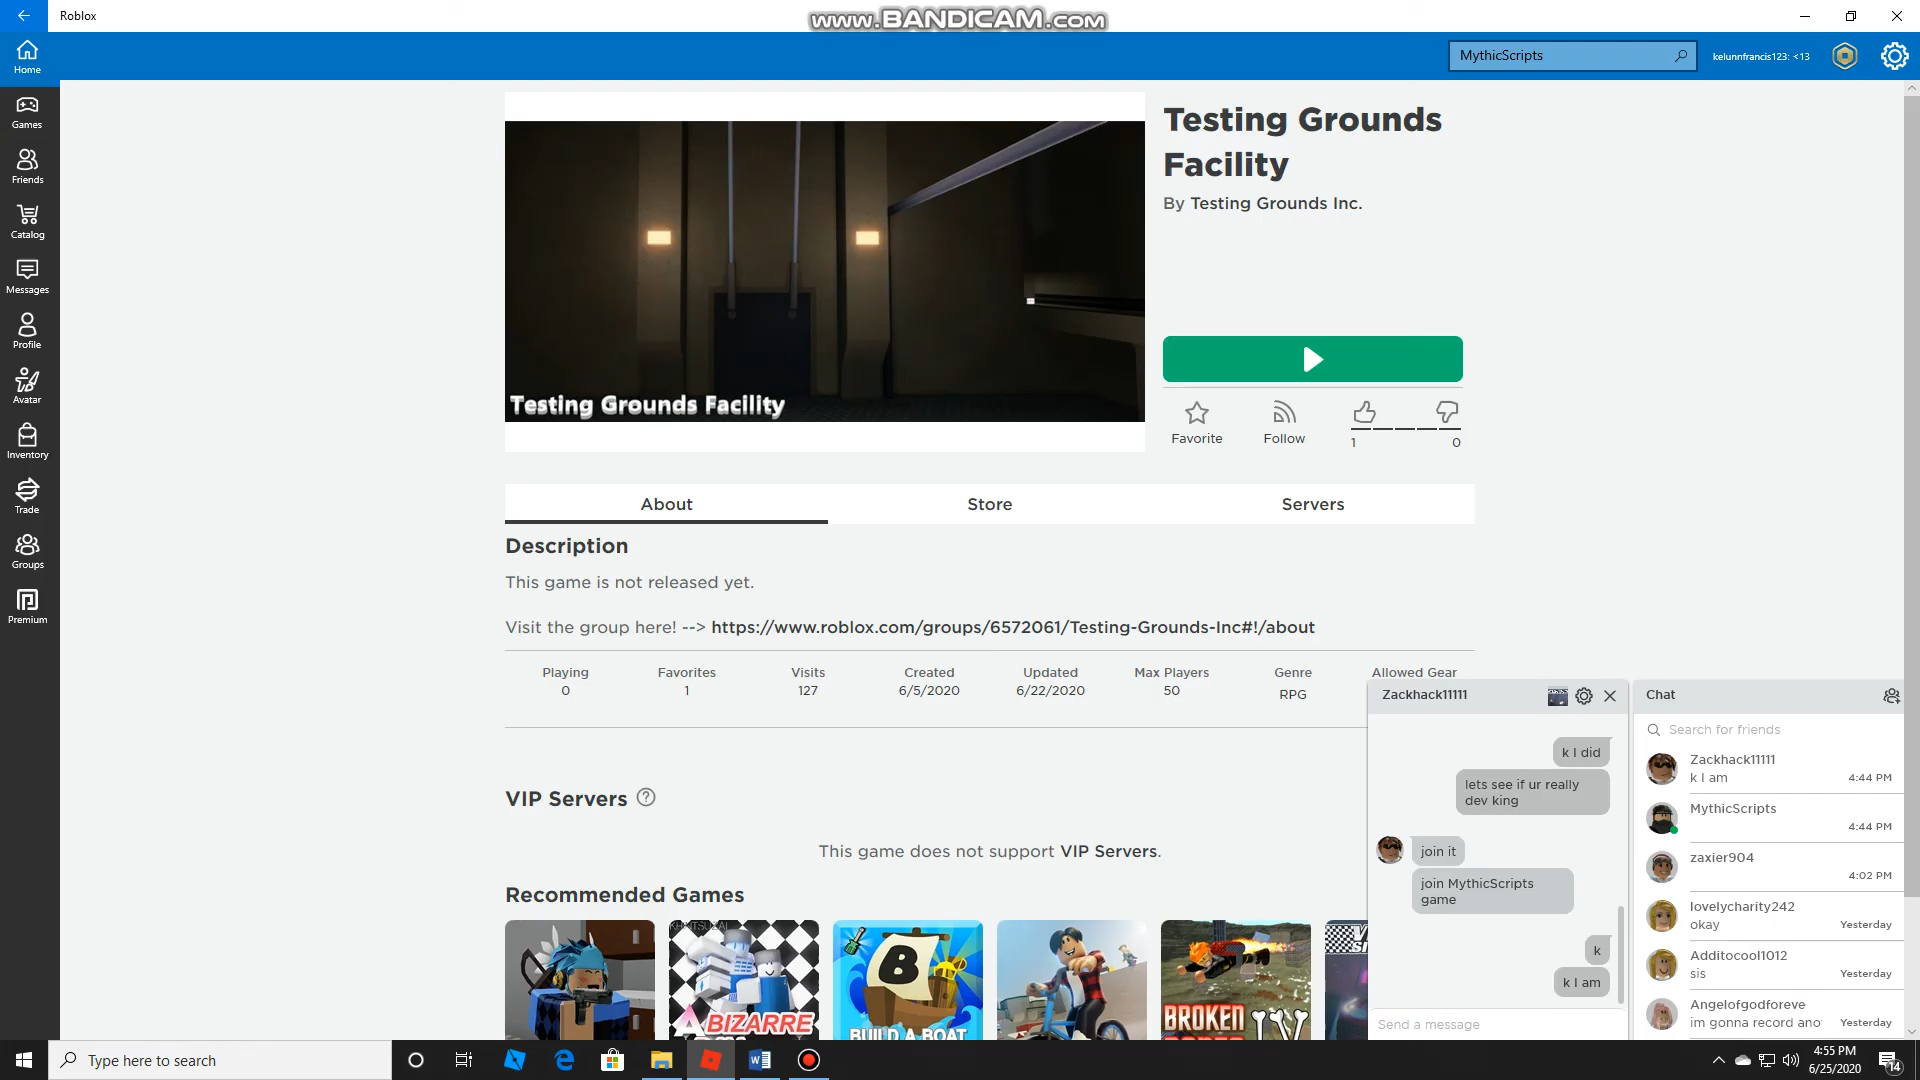 Roblox
www.BANDICAM.com
Home
MythicScripts
kelunnfrancis123: <13
Games
Friends
Catalog
Messages
Profile
Avatar
Inventory
Trade
Groups
Premium
Testing Grounds Facility
Testing Grounds
Facility
By Testing Grounds Inc.
Favorite
Follow
1
0
About
Store
Servers
Description
This game is not released yet.
Visit the group here! --> https://www.roblox.com/groups/6572061/Testing-Grounds-Inc#!/about
Playing Favorites Visits Created Updated Max Players Genre Allowed Gear
0 1 127 6/5/2020 6/22/2020 50 RPG
VIP Servers ?
This game does not support VIP Servers.
Recommended Games
A BIZARRE
B
BUILD A BOAT
BROKEN
IV
Zackhack11111
k I did
lets see if ur really
dev king
join it
join MythicScripts
game
k
k I am
Send a message
Chat
Search for friends
Zackhack11111
k I am 4:44 PM
MythicScripts
4:44 PM
zaxier904
4:02 PM
lovelycharity242
okay Yesterday
Additocool1012
sis Yesterday
Angelofgodforeve
im gonna record ano Yesterday
Type here to search
4:55 PM
6/25/2020
14